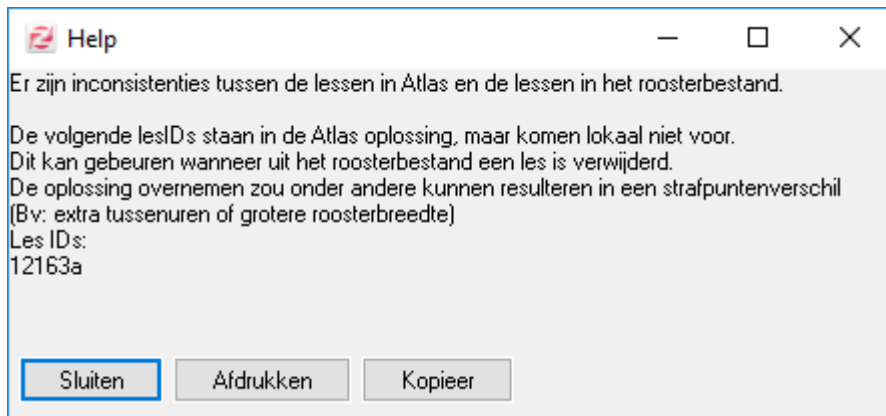 Help
Er zijn inconsistenties tussen de lessen in Atlas en de lessen in het roosterbestand.
De volgende lesIDs staan in de Atlas oplossing, maar komen lokaal niet voor.
Dit kan gebeuren wanneer uit het roosterbestand een les is verwijderd.
De oplossing overnemen zou onder andere kunnen resulteren in een strafpuntenverschil
(Bv: extra tussenuren of grotere roosterbreedte)
Les IDs:
12163a
Sluiten Afdrukken Kopieer